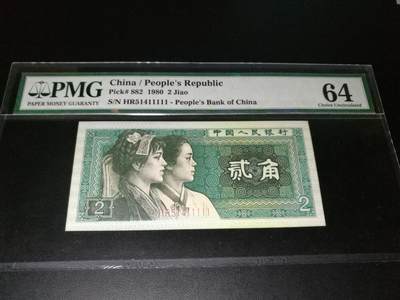 PMG
PAPER MONEY GUARANTY
China / People's Republic
Pick# 882 1980 2 Jiao
S/N HR51411111 - People's Bank of China
64
Choice Uncirculated
中国人民银行
贰角
2
HR51411111
2